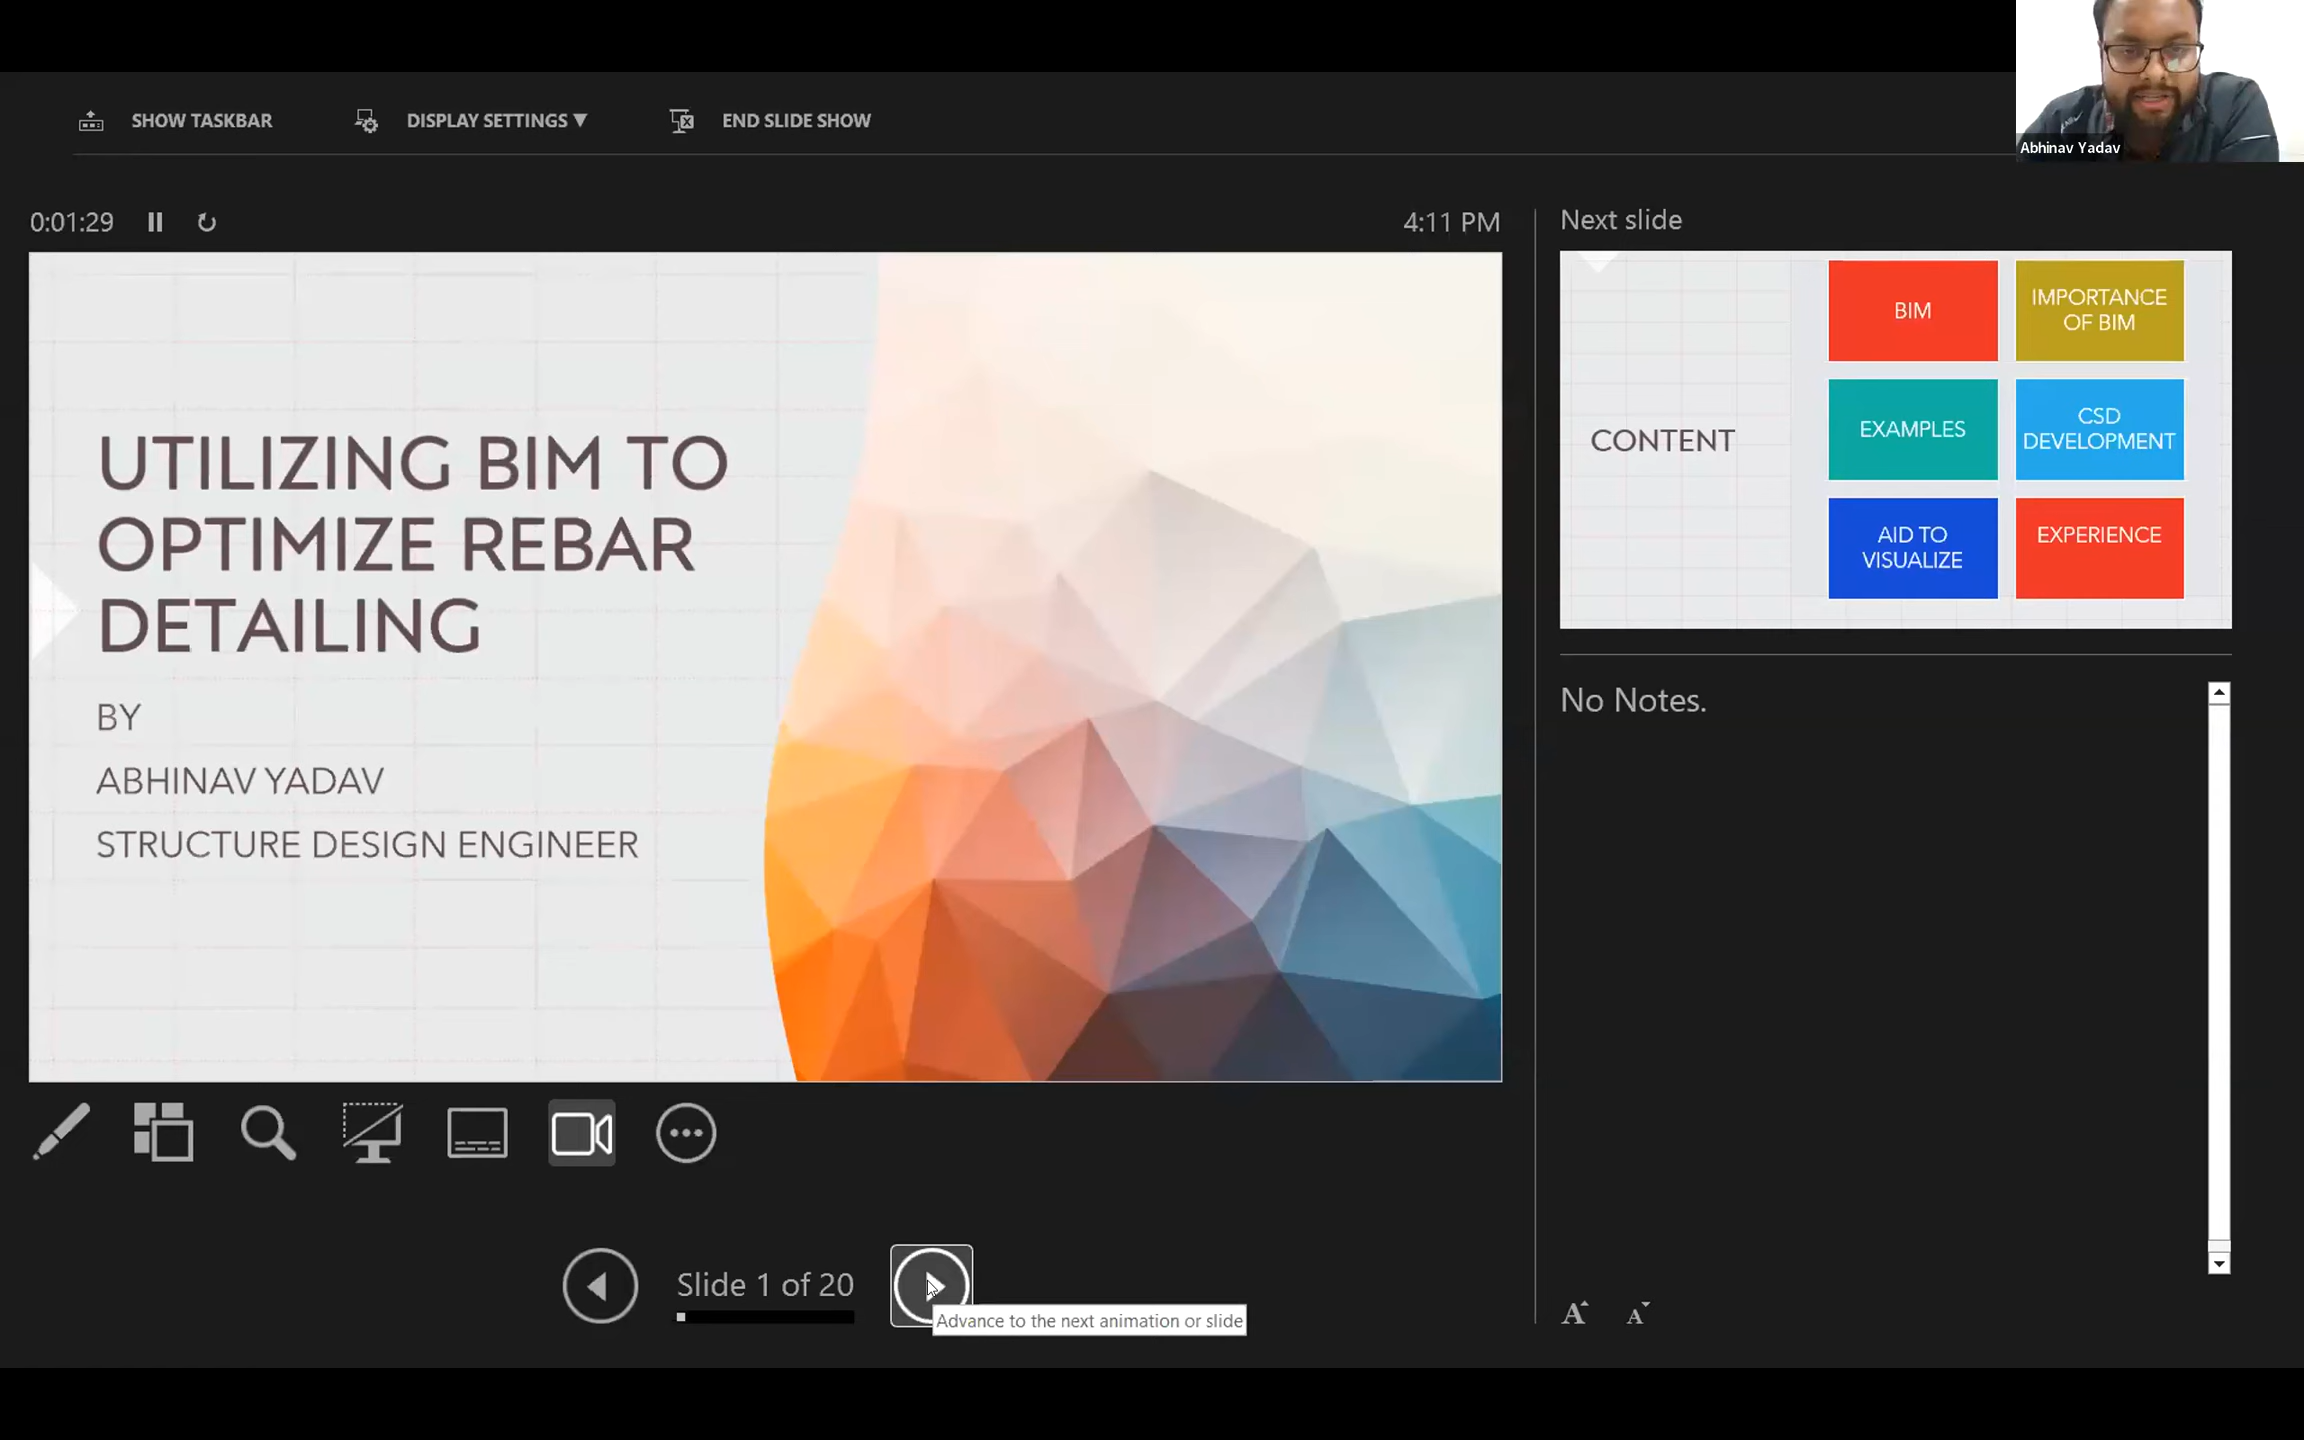 Abhinav Yadav
SHOW TASKBAR
DISPLAY SETTINGS ▼
END SLIDE SHOW
0:01:29
4:11 PM
UTILIZING BIM TO
OPTIMIZE REBAR
DETAILING
BY
ABHINAV YADAV
STRUCTURE DESIGN ENGINEER
Next slide
CONTENT
BIM
IMPORTANCE
OF BIM
EXAMPLES
CSD
DEVELOPMENT
AID TO
VISUALIZE
EXPERIENCE
No Notes.
Slide 1 of 20
Advance to the next animation or slide
A
A